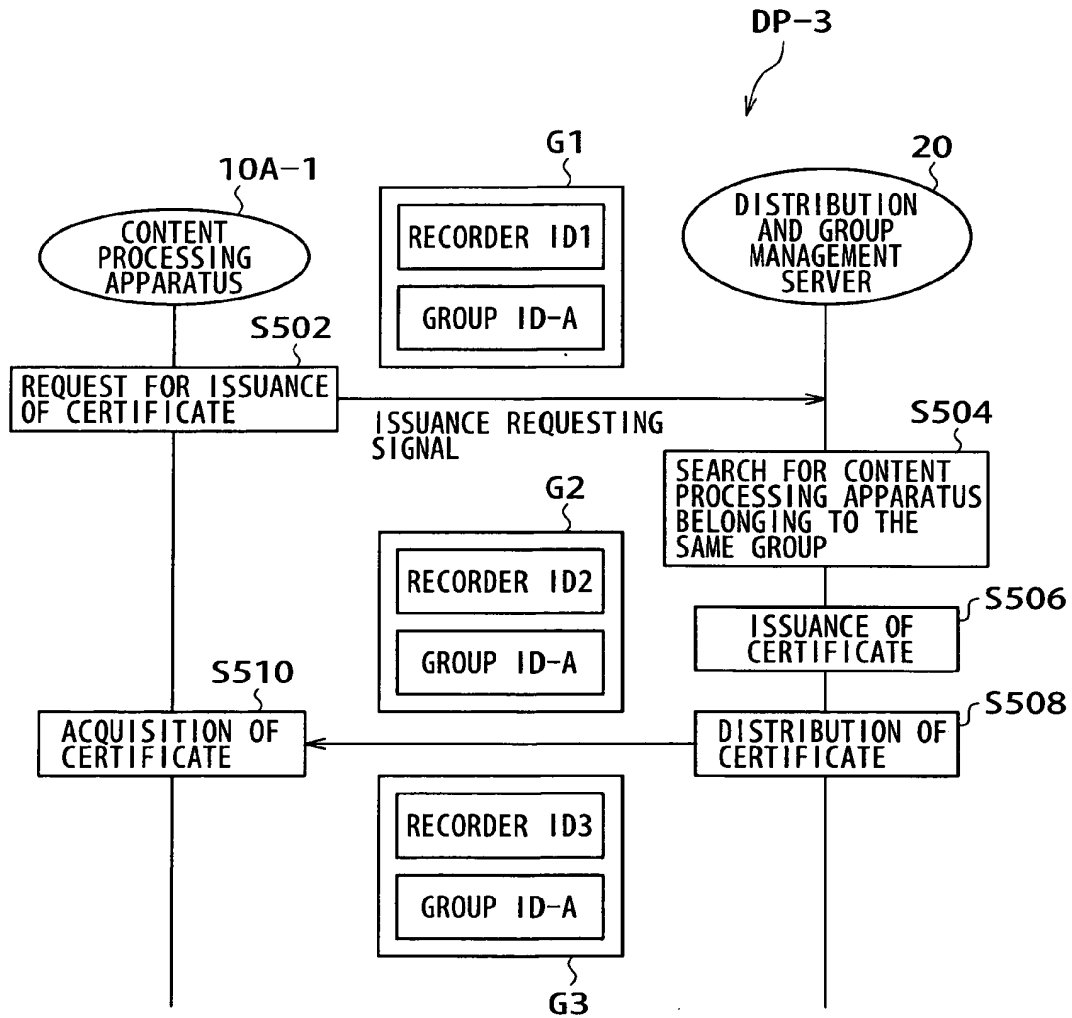 DP-3
10A-1
CONTENT
PROCESSING
APPARATUS
G1
RECORDER ID1
GROUP ID-A
20
DISTRIBUTION
AND GROUP
MANAGEMENT
SERVER
S502
REQUEST FOR ISSUANCE
OF CERTIFICATE
ISSUANCE REQUESTING
SIGNAL
S504
SEARCH FOR CONTENT
PROCESSING APPARATUS
BELONGING TO THE
SAME GROUP
G2
RECORDER ID2
GROUP ID-A
S506
ISSUANCE OF
CERTIFICATE
S510
ACQUISITION OF
CERTIFICATE
S508
DISTRIBUTION OF
CERTIFICATE
RECORDER ID3
GROUP ID-A
G3